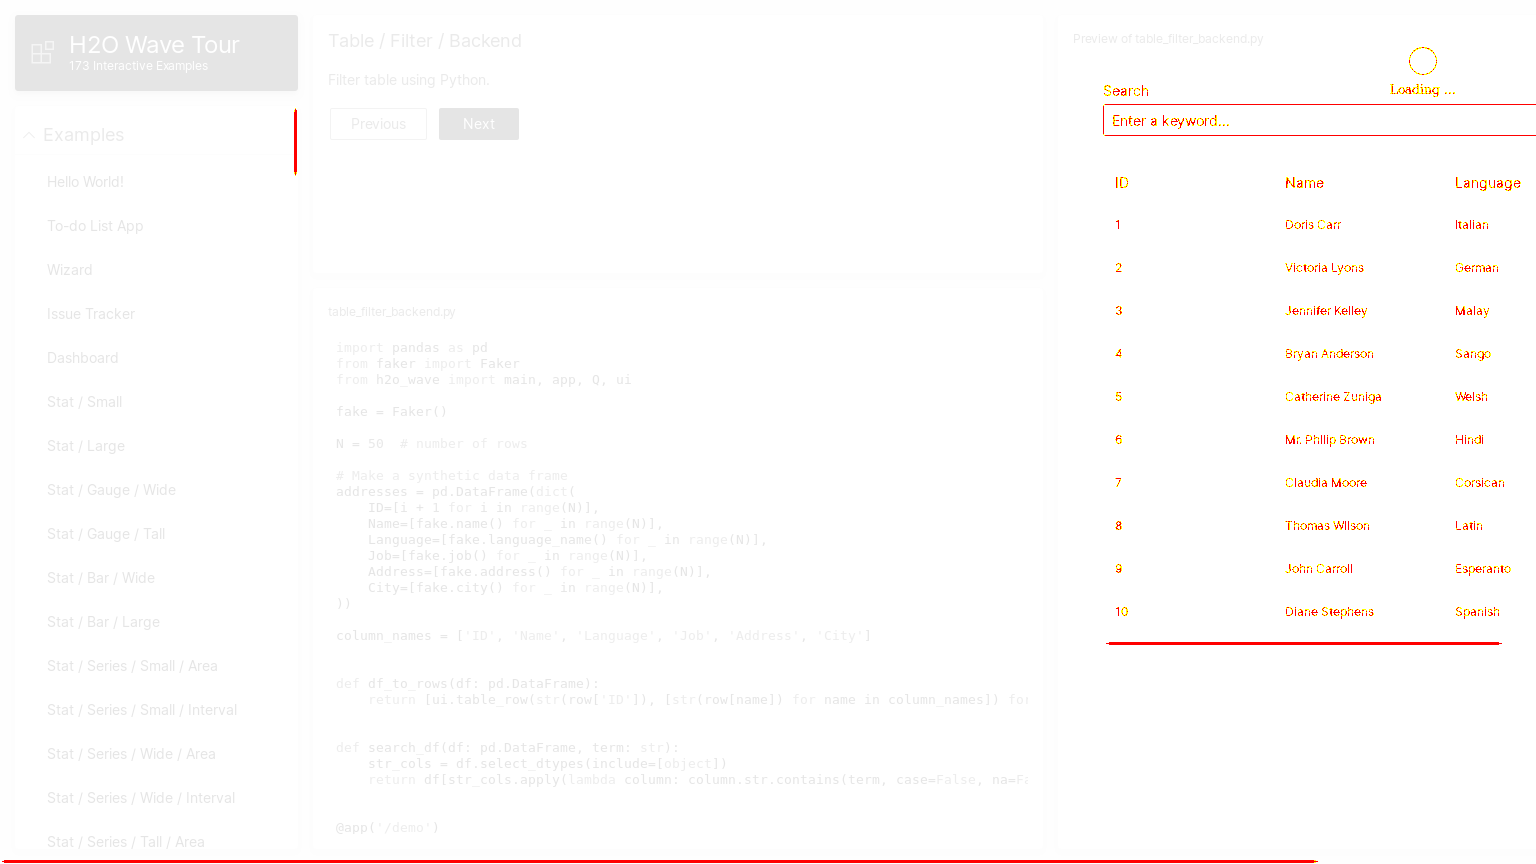 H2O Wave Tour
173 Interactive Examples
Examples
Hello World!
To-do List App
Wizard
Issue Tracker
Dashboard
Stat / Small
Stat / Large
Stat / Gauge / Wide
Stat / Gauge / Tall
Stat / Bar / Wide
Stat / Bar / Large
Stat / Series / Small / Area
Stat / Series / Small / Interval
Stat / Series / Wide / Area
Stat / Series / Wide / Interval
Stat / Series / Tall / Area
Table / Filter / Backend
Filter table using Python.
Previous Next
table_filter_backend.py
import pandas as pd
from faker import Faker
from h2o_wave import main, app, Q, ui
fake = Faker()
N = 50  # number of rows
# Make a synthetic data frame
addresses = pd.DataFrame(dict(
    ID=[i + 1 for i in range(N)],
    Name=[fake.name() for _ in range(N)],
    Language=[fake.language_name() for _ in range(N)],
    Job=[fake.job() for _ in range(N)],
    Address=[fake.address() for _ in range(N)],
    City=[fake.city() for _ in range(N)],
))
column_names = ['ID', 'Name', 'Language', 'Job', 'Address', 'City']
def df_to_rows(df: pd.DataFrame):
    return [ui.table_row(str(row['ID']), [str(row[name]) for name in column_names]) for
def search_df(df: pd.DataFrame, term: str):
    str_cols = df.select_dtypes(include=[object])
    return df[str_cols.apply(lambda column: column.str.contains(term, case=False, na=Fa
@app('/demo')
Preview of table_filter_backend.py
Loading ...
Search
Enter a keyword...
ID Name Language
1 Doris Carr Italian
2 Victoria Lyons German
3 Jennifer Kelley Malay
4 Bryan Anderson Sango
5 Catherine Zuniga Welsh
6 Mr. Phillip Brown Hindi
7 Claudia Moore Corsican
8 Thomas Wilson Latin
9 John Carroll Esperanto
10 Diane Stephens Spanish